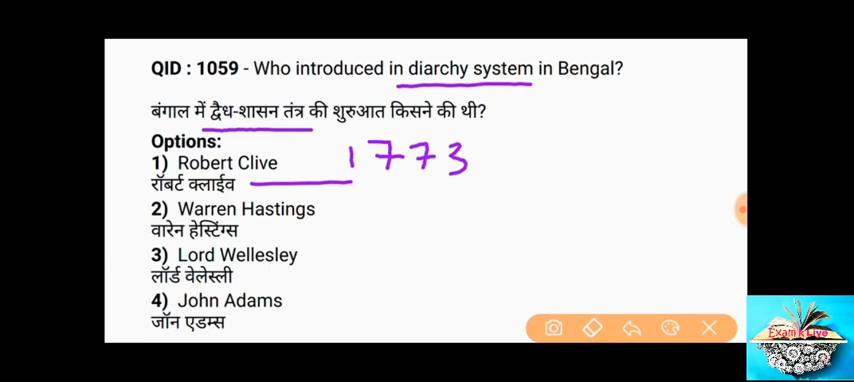 QID : 1059 - Who introduced in diarchy system in Bengal?
बंगाल में द्वैध-शासन तंत्र की शुरुआत किसने की थी?
Options:
1) Robert Clive
1773
रॉबर्ट क्लाईव
2) Warren Hastings
वारेन हेस्टिंग्स
3) Lord Wellesley
लॉर्ड वेलेस्ली
4) John Adams
जॉन एडम्स
Exam k Live